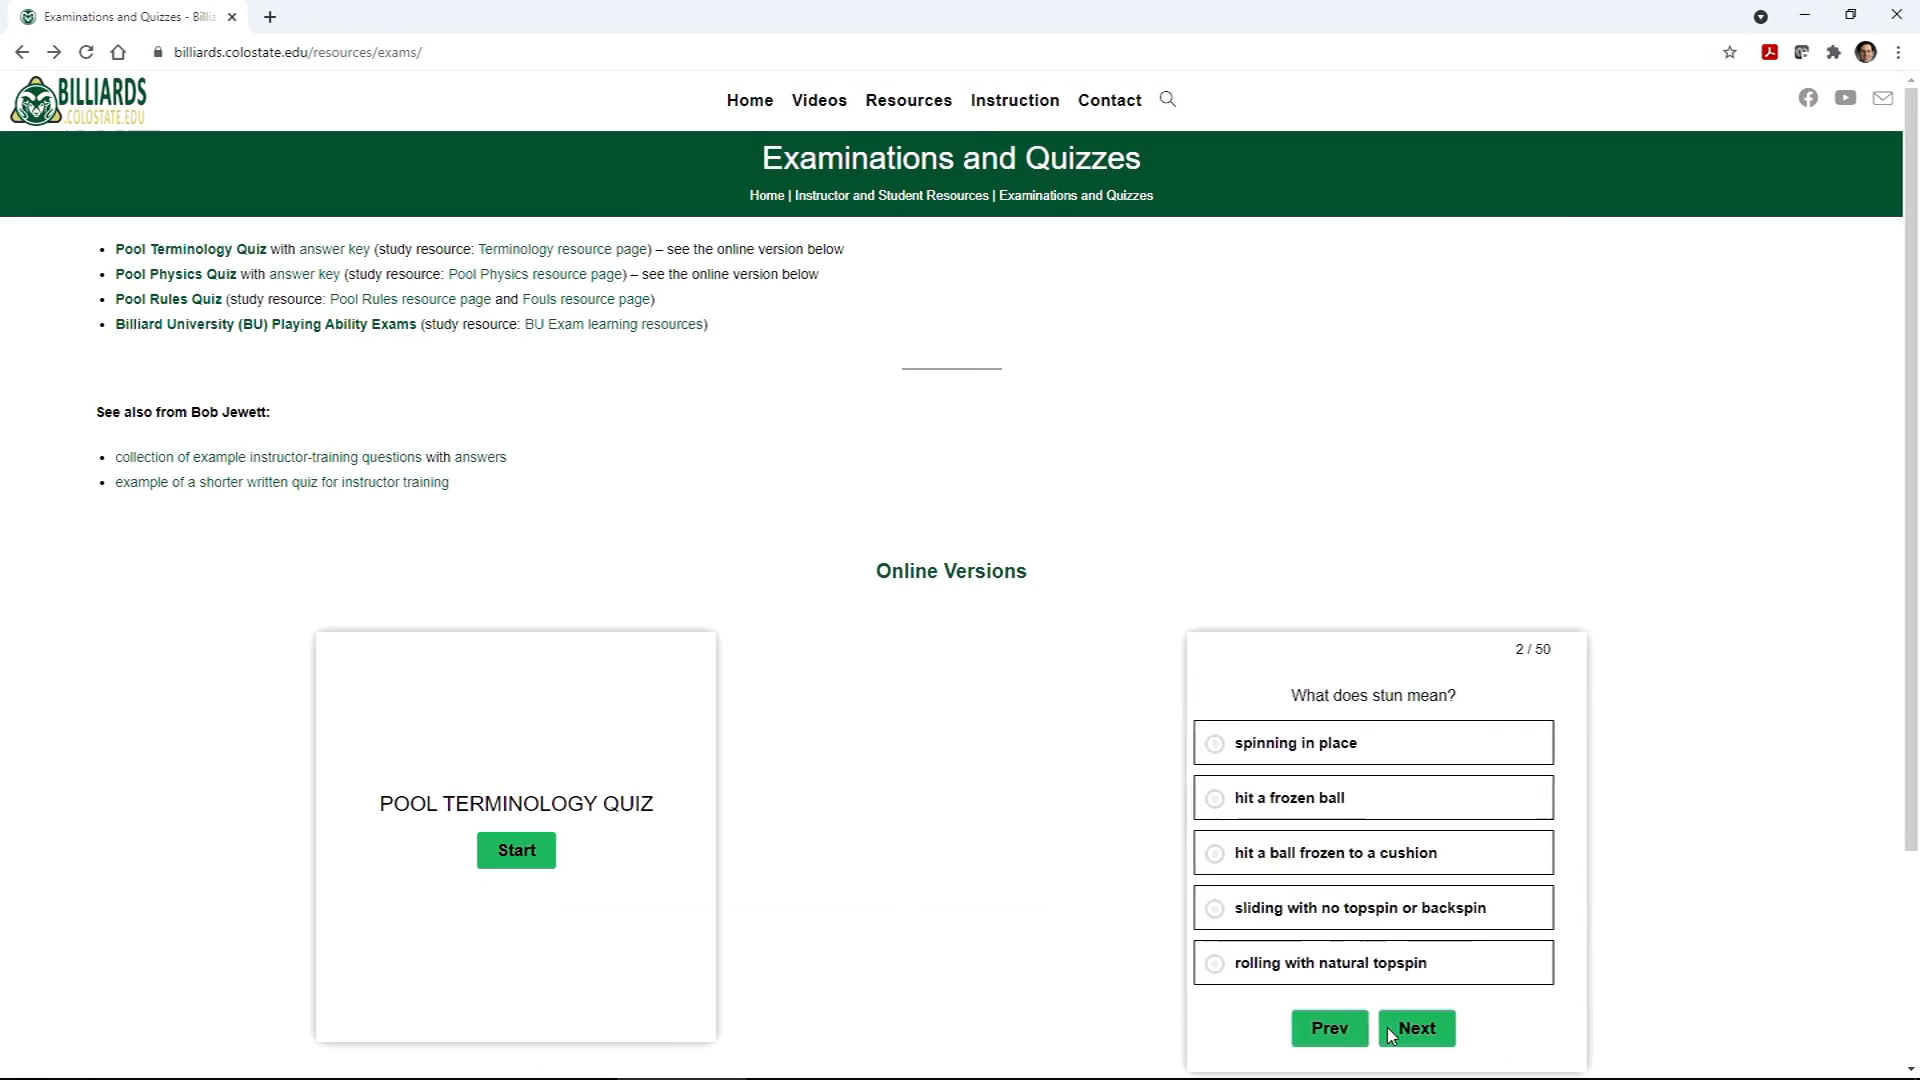 Examinations and Quizzes - Billia
billiards.colostate.edu/resources/exams/
BILLIARDS
.COLOSTATE.EDU
Home Videos Resources Instruction Contact
Examinations and Quizzes
Home | Instructor and Student Resources | Examinations and Quizzes
• Pool Terminology Quiz with answer key (study resource: Terminology resource page) – see the online version below
• Pool Physics Quiz with answer key (study resource: Pool Physics resource page) – see the online version below
• Pool Rules Quiz (study resource: Pool Rules resource page and Fouls resource page)
• Billiard University (BU) Playing Ability Exams (study resource: BU Exam learning resources)
See also from Bob Jewett:
• collection of example instructor-training questions with answers
• example of a shorter written quiz for instructor training
Online Versions
POOL TERMINOLOGY QUIZ
Start
2 / 50
What does stun mean?
spinning in place
hit a frozen ball
hit a ball frozen to a cushion
sliding with no topspin or backspin
rolling with natural topspin
Prev Next